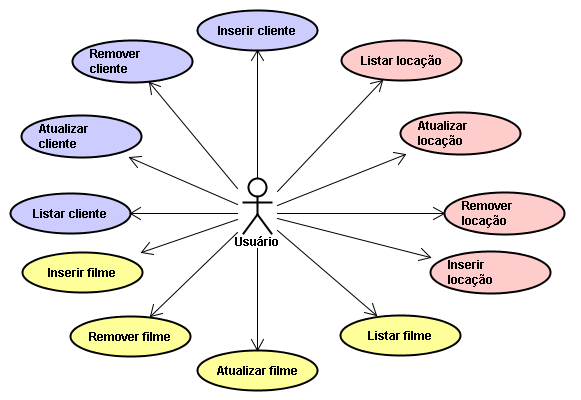 Inserir cliente
Remover
cliente
Listar locação
Atualizar
cliente
Atualizar
locação
Listar cliente
Remover
locação
Usuário
Inserir filme
Inserir
locação
Remover filme
Listar filme
Atualizar filme